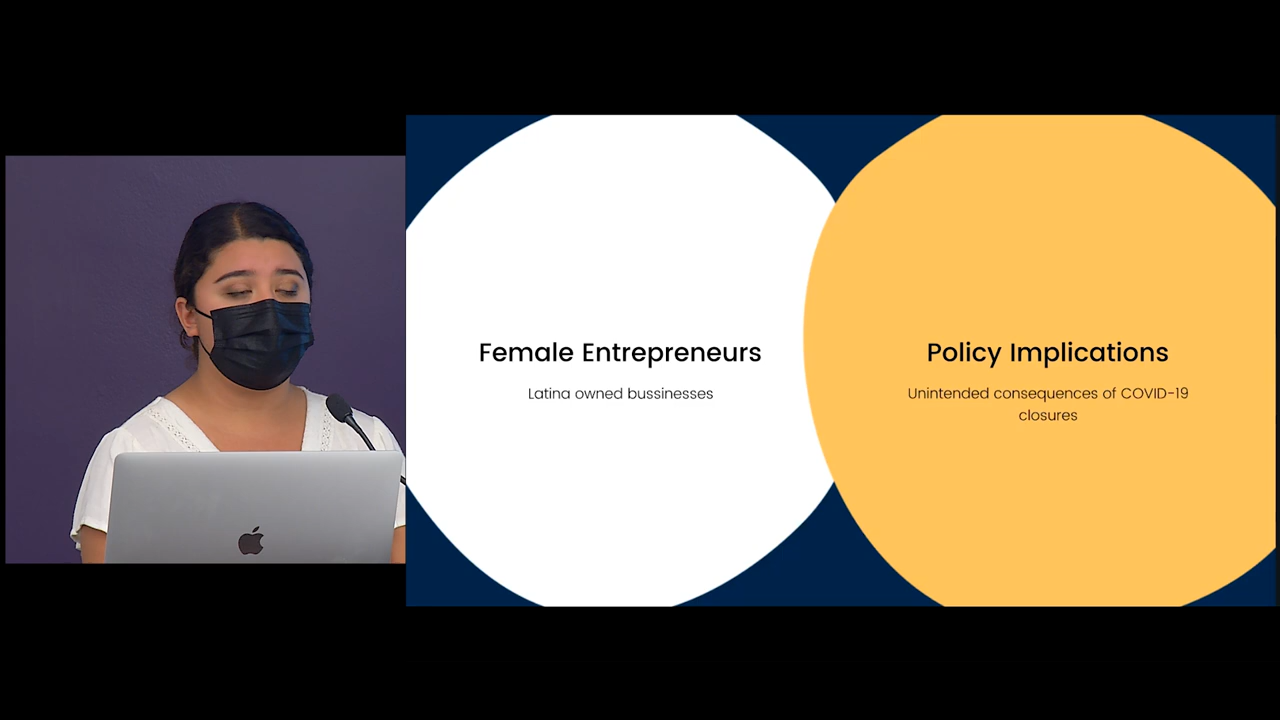 Female Entrepreneurs
Latina owned bussinesses
Policy Implications
Unintended consequences of COVID-19
closures